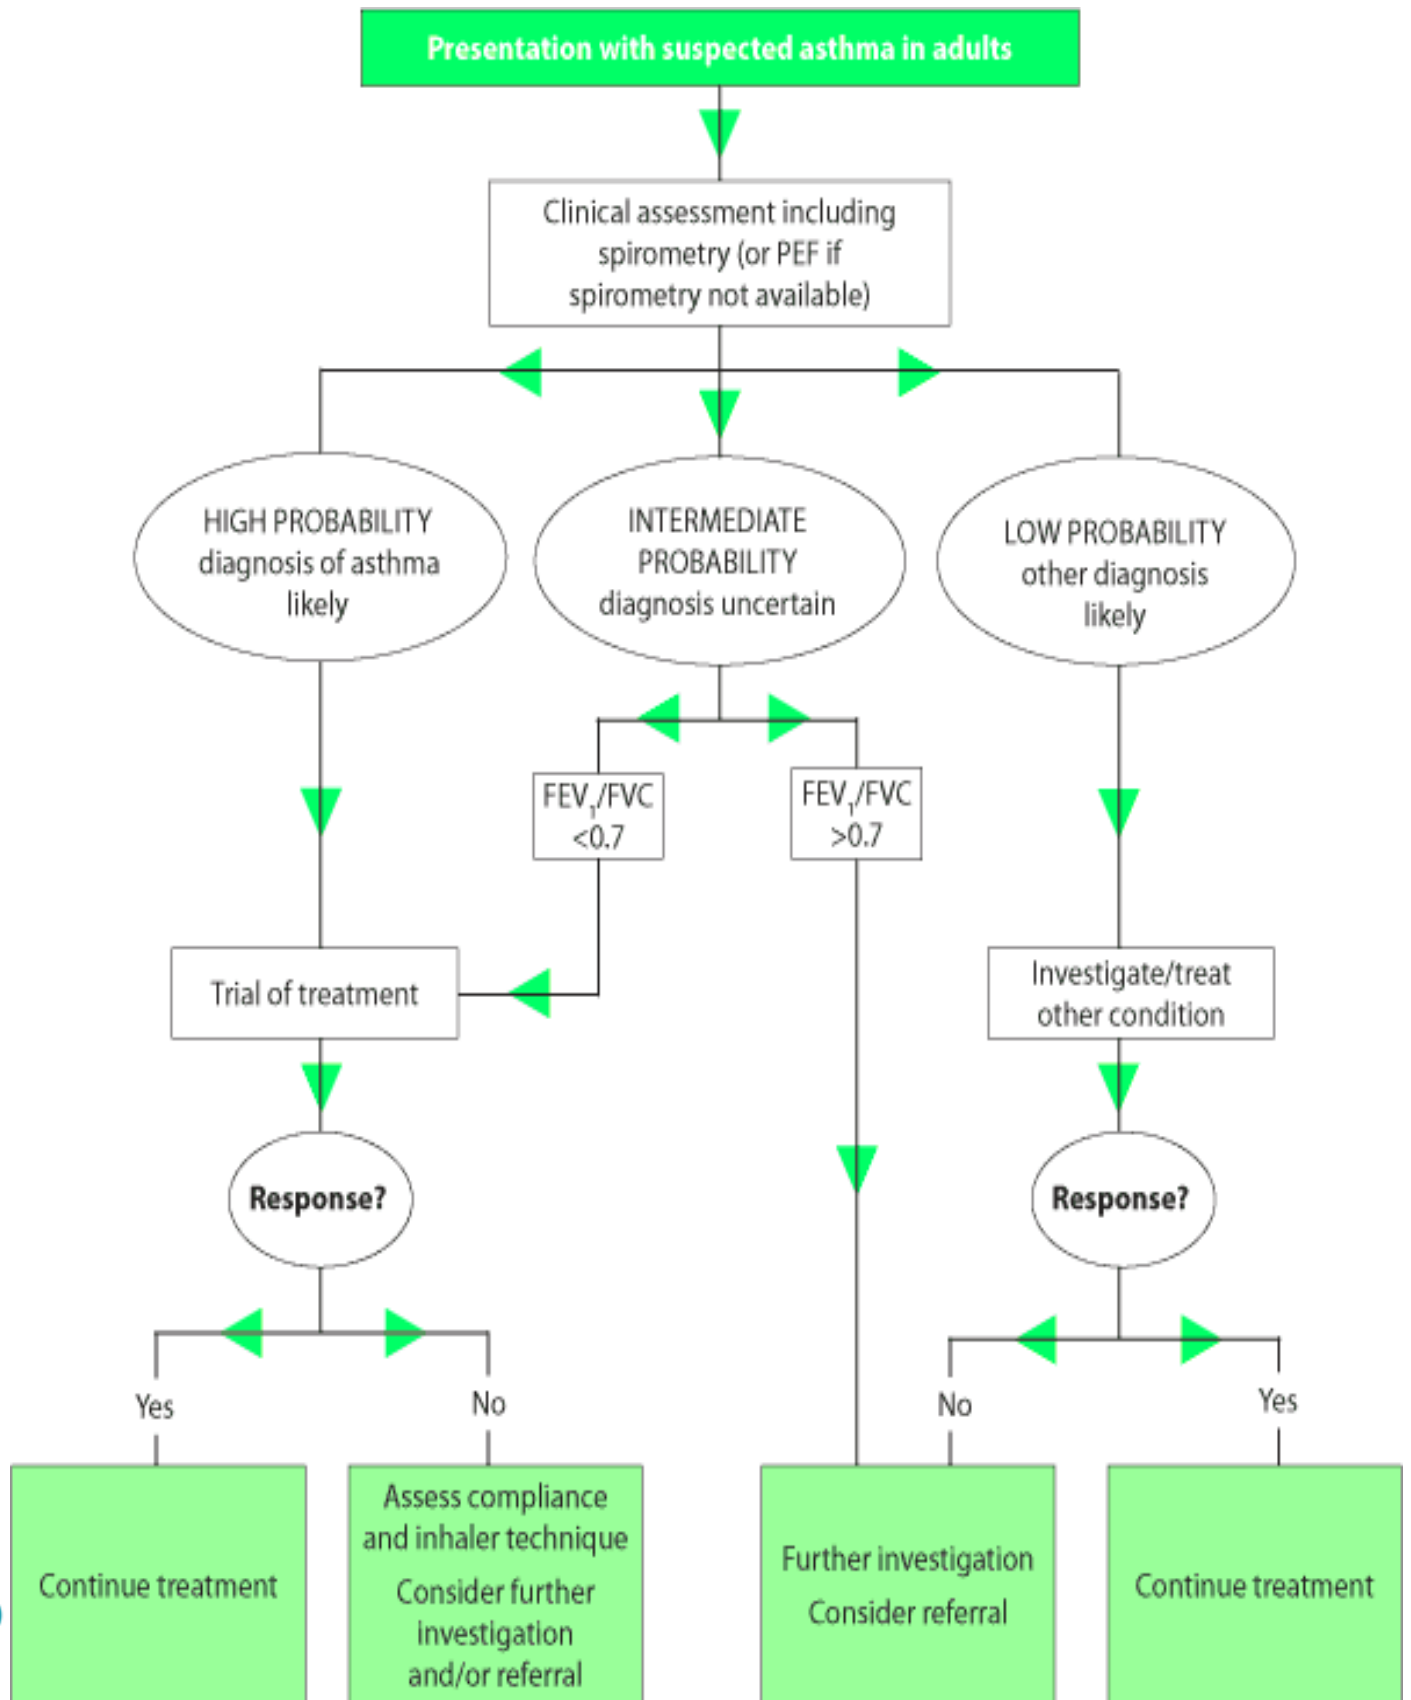 Presentation with suspected asthma in adults
Clinical assessment including
spirometry (or PEF if
spirometry not available)
HIGH PROBABILITY
diagnosis of asthma
likely
INTERMEDIATE
PROBABILITY
diagnosis uncertain
LOW PROBABILITY
other diagnosis
likely
FEV₁/FVC
<0.7
FEV₁/FVC
>0.7
Trial of treatment
Investigate/treat
other condition
Response?
Response?
Yes
No
No
Yes
Continue treatment
Assess compliance
and inhaler technique
Consider further
investigation
and/or referral
Further investigation
Consider referral
Continue treatment